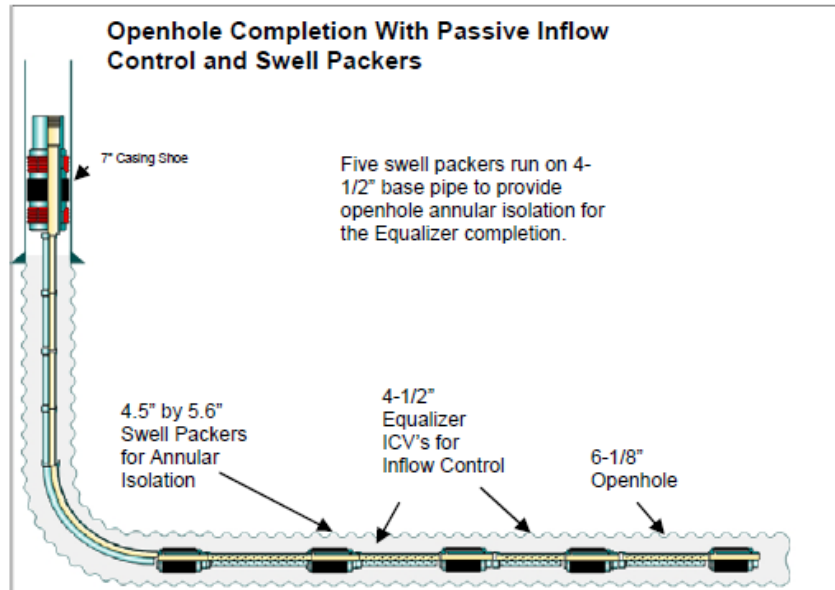 Openhole Completion With Passive Inflow
Control and Swell Packers
7" Casing Shoe
Five swell packers run on 4-
1/2" base pipe to provide
openhole annular isolation for
the Equalizer completion.
4.5" by 5.6"
Swell Packers
for Annular
Isolation
4-1/2"
Equalizer
ICV's for
Inflow Control
6-1/8"
Openhole